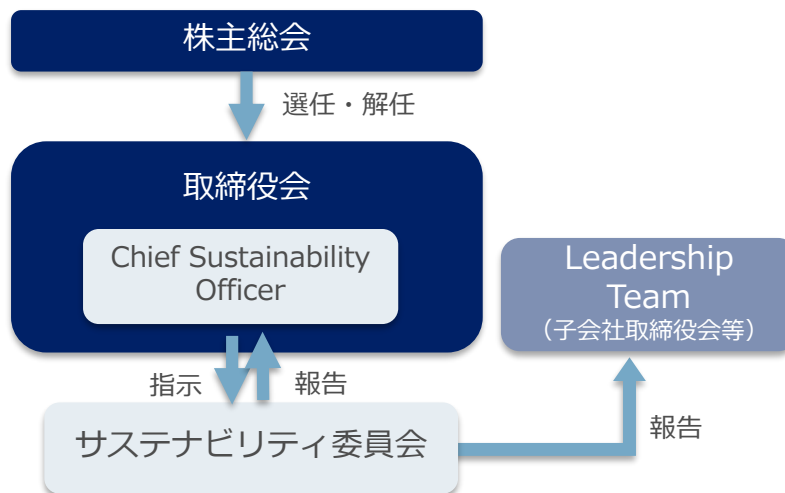 株主総会
選任・解任
取締役会
Chief Sustainability
Officer
Leadership
Team
（子会社取締役会等）
指示
報告
サステナビリティ委員会
報告